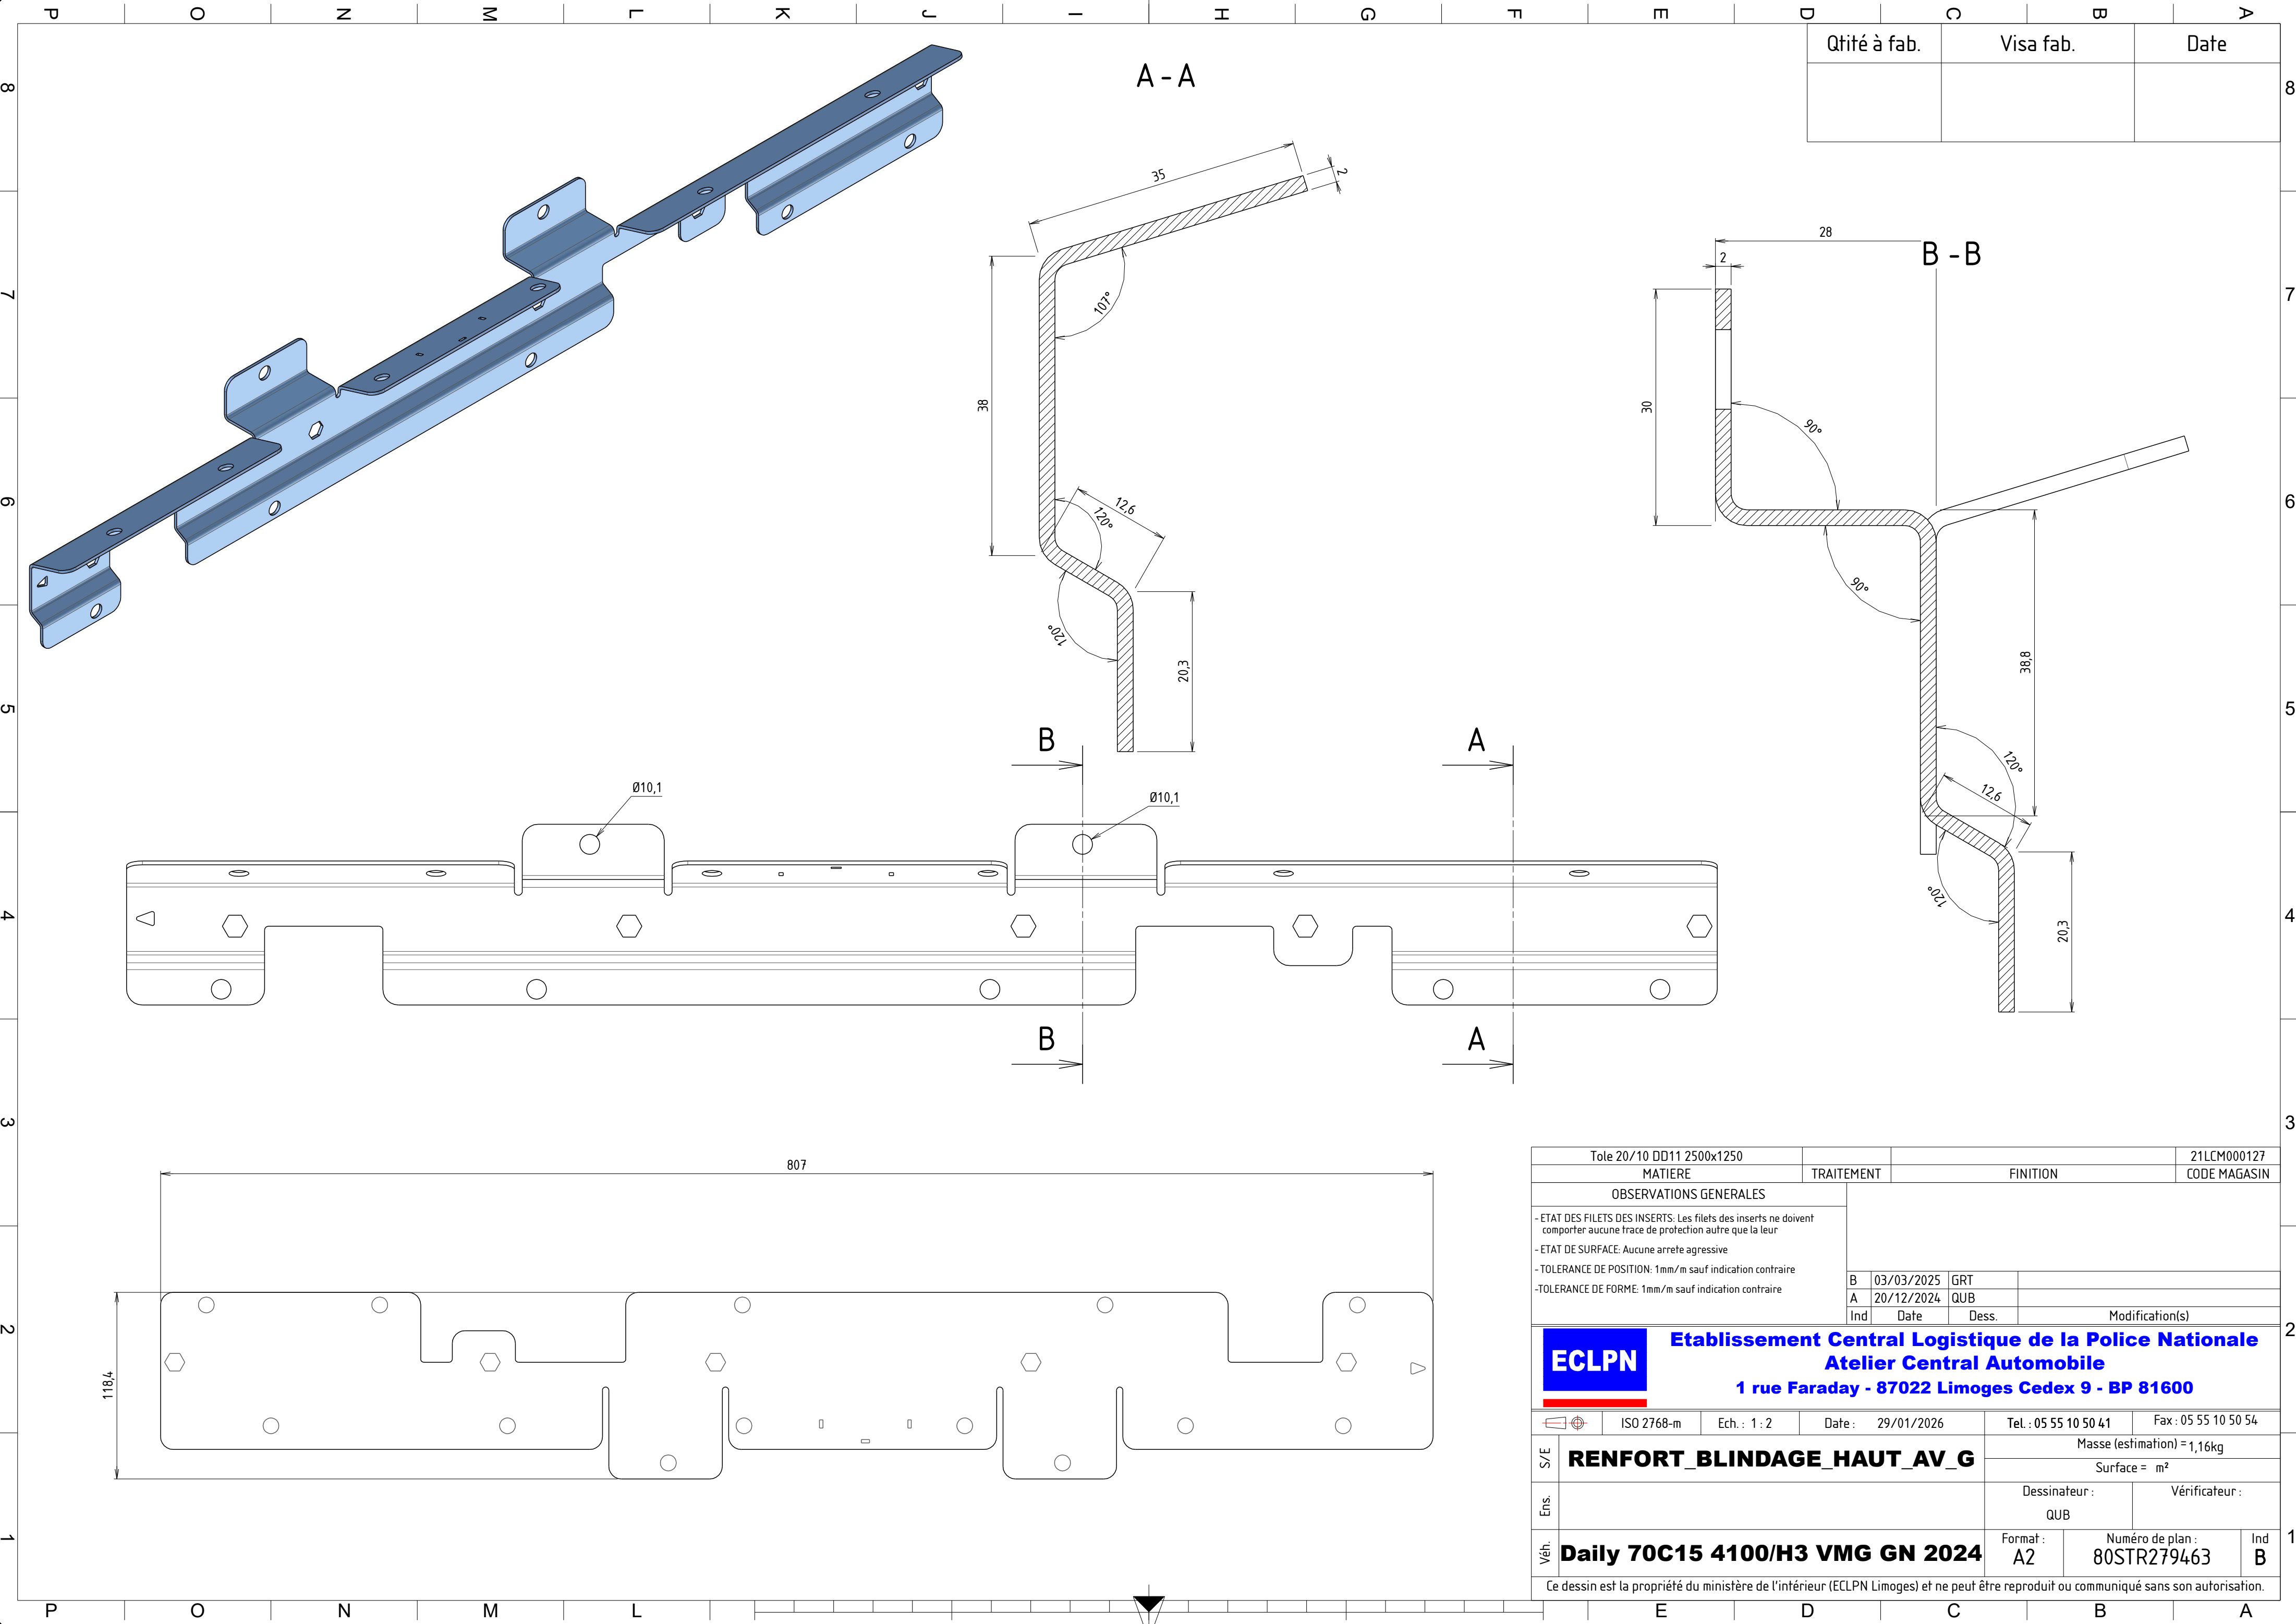 P O N M L K J I H G F E D C B A
8
7
6
5
4
3
2
1
8
7
6
5
4
3
2
1
Qtité à fab. Visa fab. Date
A - A
35
2
107°
38
12,6
120°
120°
20,3
B - B
28
2
30
90°
90°
38,8
120°
12,6
120°
20,3
B
A
Ø10,1
Ø10,1
B
A
807
118,4
Tole 20/10 DD11 2500x1250 21LCM000127
MATIERE TRAITEMENT FINITION CODE MAGASIN
OBSERVATIONS GENERALES
- ETAT DES FILETS DES INSERTS: Les filets des inserts ne doivent
comporter aucune trace de protection autre que la leur
- ETAT DE SURFACE: Aucune arrete agressive
- TOLERANCE DE POSITION: 1mm/m sauf indication contraire
-TOLERANCE DE FORME: 1mm/m sauf indication contraire
B 03/03/2025 GRT
A 20/12/2024 QUB
Ind Date Dess. Modification(s)
ECLPN
Etablissement Central Logistique de la Police Nationale
Atelier Central Automobile
1 rue Faraday - 87022 Limoges Cedex 9 - BP 81600
ISO 2768-m Ech. : 1 : 2 Date : 29/01/2026 Tel. : 05 55 10 50 41 Fax : 05 55 10 50 54
S/E RENFORT_BLINDAGE_HAUT_AV_G
Masse (estimation) = 1,16kg
Surface = m²
Ens.
Dessinateur : Vérificateur :
QUB
Véh. Daily 70C15 4100/H3 VMG GN 2024
Format : Numéro de plan : Ind
A2 80STR279463 B
Ce dessin est la propriété du ministère de l'intérieur (ECLPN Limoges) et ne peut être reproduit ou communiqué sans son autorisation.
P O N M L E D C B A